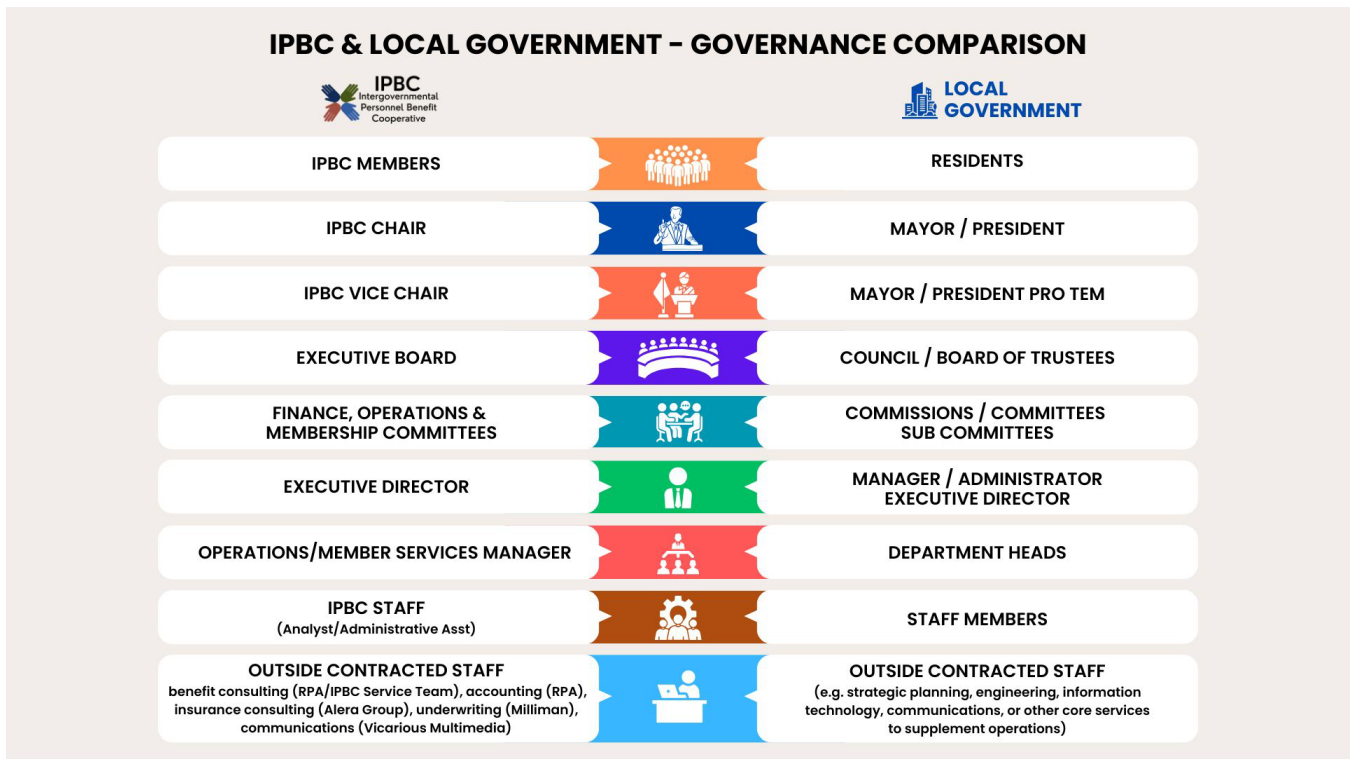 IPBC & LOCAL GOVERNMENT - GOVERNANCE COMPARISON
IPBC
Intergovernmental
Personnel Benefit
Cooperative
LOCAL
GOVERNMENT
IPBC MEMBERS
RESIDENTS
IPBC CHAIR
MAYOR / PRESIDENT
IPBC VICE CHAIR
MAYOR / PRESIDENT PRO TEM
EXECUTIVE BOARD
COUNCIL / BOARD OF TRUSTEES
FINANCE, OPERATIONS &
MEMBERSHIP COMMITTEES
COMMISSIONS / COMMITTEES
SUB COMMITTEES
EXECUTIVE DIRECTOR
MANAGER / ADMINISTRATOR
EXECUTIVE DIRECTOR
OPERATIONS/MEMBER SERVICES MANAGER
DEPARTMENT HEADS
IPBC STAFF
(Analyst/Administrative Asst)
STAFF MEMBERS
OUTSIDE CONTRACTED STAFF
benefit consulting (RPA/IPBC Service Team), accounting (RPA),
insurance consulting (Alera Group), underwriting (Milliman),
communications (Vicarious Multimedia)
OUTSIDE CONTRACTED STAFF
(e.g. strategic planning, engineering, information
technology, communications, or other core services
to supplement operations)